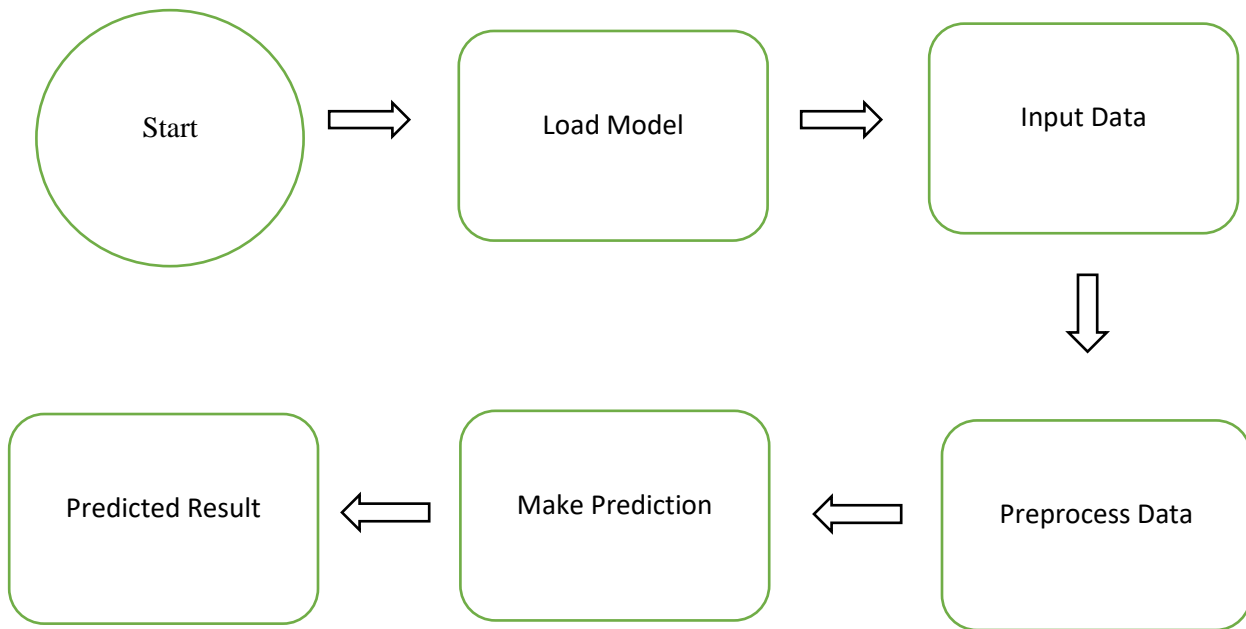 Start
Load Model
Input Data
Preprocess Data
Make Prediction
Predicted Result